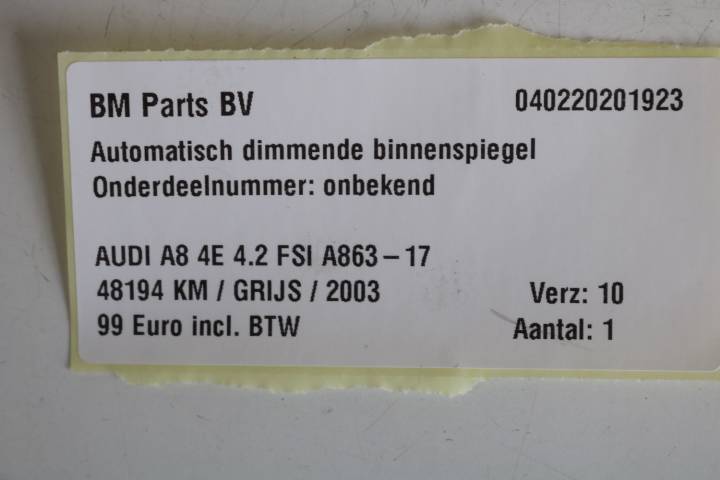 BM Parts BV 040220201923
Automatisch dimmende binnenspiegel
Onderdeelnummer: onbekend
AUDI A8 4E 4.2 FSI A863-17
48194 KM / GRIJS / 2003 Verz: 10
99 Euro incl. BTW Aantal: 1